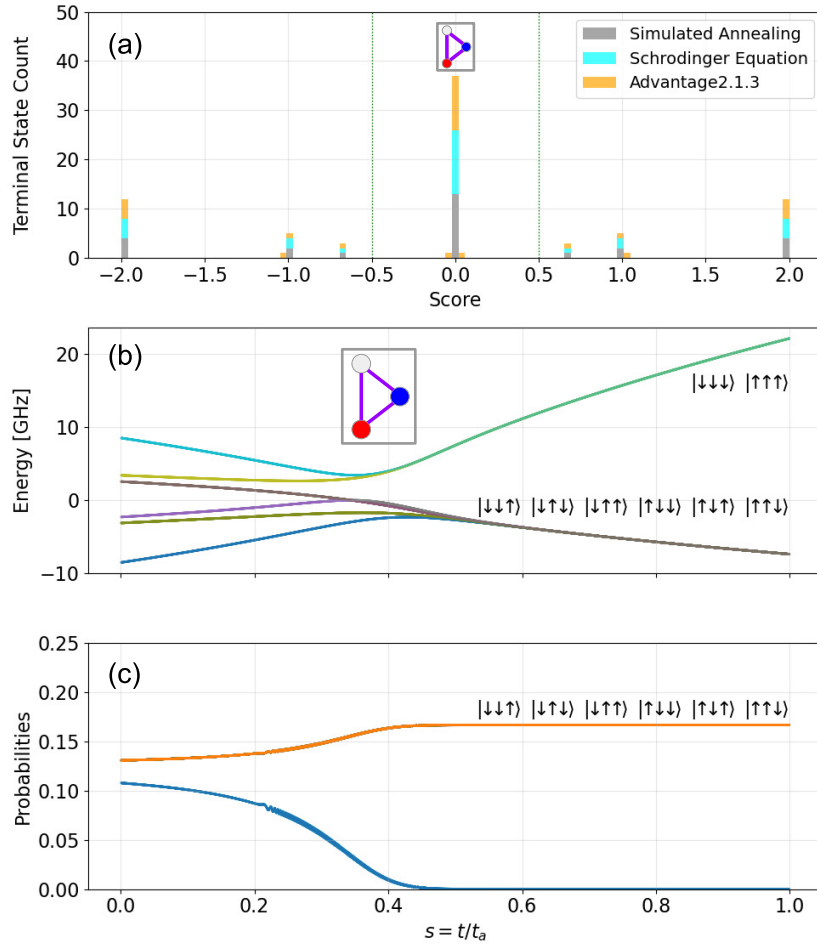 (a)
Simulated Annealing
Schrodinger Equation
Advantage2.1.3
Terminal State Count
50
40
30
20
10
0
−2.0 −1.5 −1.0 −0.5 0.0 0.5 1.0 1.5 2.0
Score
(b)
Energy [GHz]
20
10
0
−10
|↓↓↓⟩ |↑↑↑⟩
|↓↓↑⟩ |↓↑↓⟩ |↓↑↑⟩ |↑↓↓⟩ |↑↓↑⟩ |↑↑↓⟩
(c)
Probabilities
0.25
0.20
0.15
0.10
0.05
0.00
|↓↓↑⟩ |↓↑↓⟩ |↓↑↑⟩ |↑↓↓⟩ |↑↓↑⟩ |↑↑↓⟩
0.0 0.2 0.4 0.6 0.8 1.0
s = t/tₐ